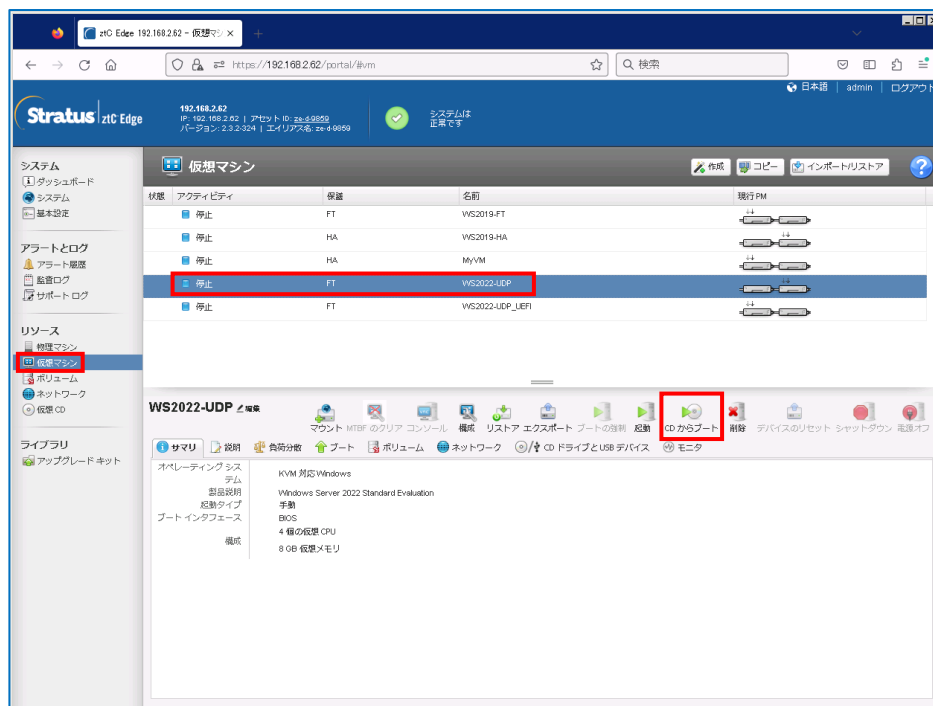 ztC Edge 192.168.2.62 - 仮想マシ
https://192.168.2.62/portal/#vm
検索
日本語 | admin | ログアウト
Stratus ztC Edge
192.168.2.62
IP: 192.168.2.62 | アセット ID: ze-d-9859
バージョン: 2.3.2-324 | エイリアス名: ze-d-9859
システムは
正常です
システム
ダッシュボード
システム
基本設定
アラートとログ
アラート履歴
監査ログ
サポート ログ
リソース
物理マシン
仮想マシン
ボリューム
ネットワーク
仮想 CD
ライブラリ
アップグレード キット
仮想マシン
作成 コピー インポート/リストア ?
状態 アクティビティ 保護 名前 現行 PM
停止 FT WS2019-FT
停止 HA WS2019-HA
停止 HA MyVM
停止 FT WS2022-UDP
停止 FT WS2022-UDP_UEFI
WS2022-UDP 編集
マウント MTBF のクリア コンソール 構成 リストア エクスポート ブートの強制 起動 CD からブート 削除 デバイスのリセット シャットダウン 電源オフ
サマリ 説明 負荷分散 ブート ボリューム ネットワーク CD ドライブとUSB デバイス モニタ
オペレーティング シス
テム KVM 対応 Windows
製品説明 Windows Server 2022 Standard Evaluation
起動タイプ 手動
ブート インタフェース BIOS
構成 4 個の仮想 CPU
8 GB 仮想メモリ